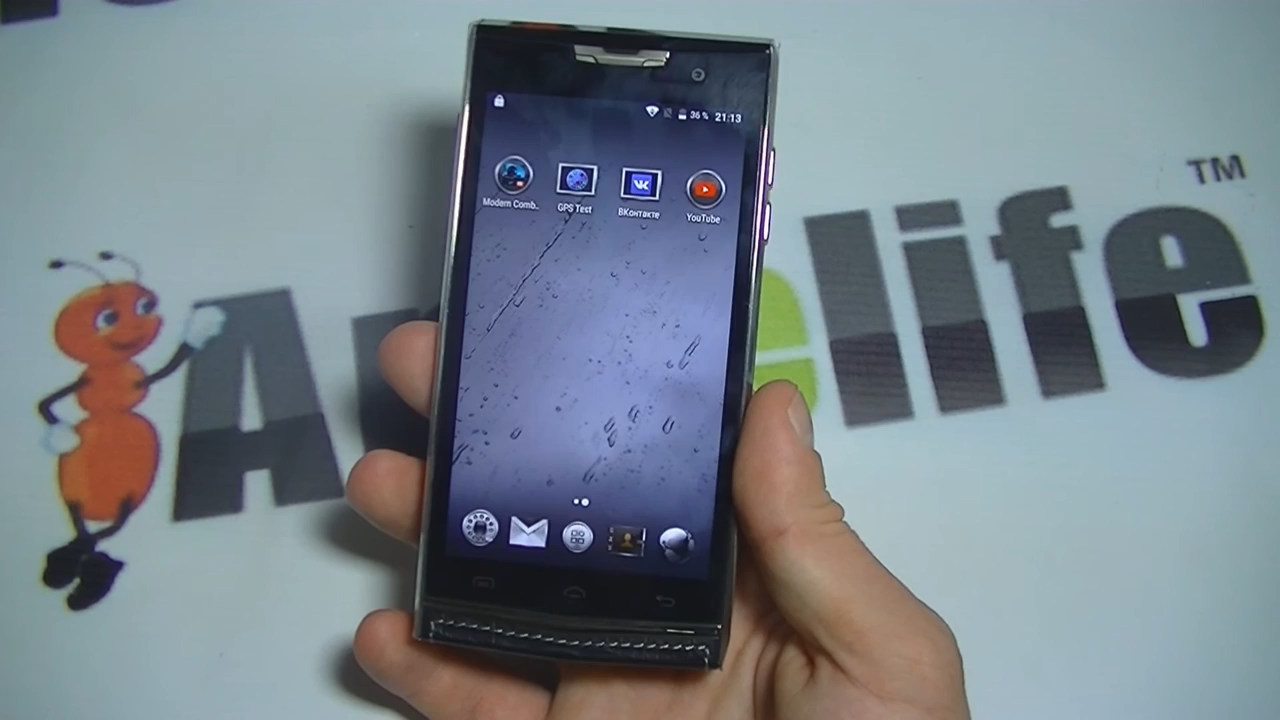 36 % 21:13
Modern Comb..
GPS Test
ВКонтакте
YouTube
TM
life